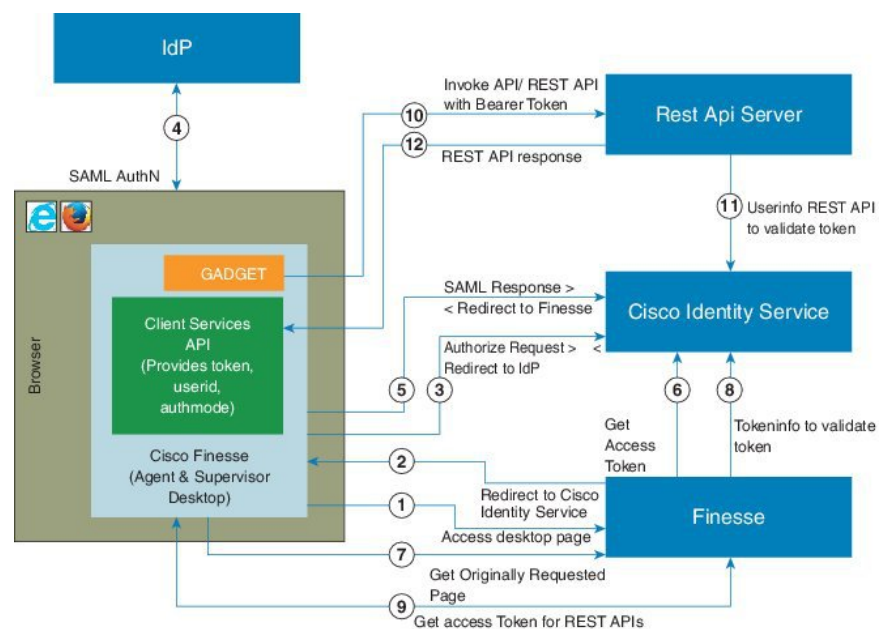 IdP
4
SAML AuthN
Browser
GADGET
Client Services
API
(Provides token,
userid,
authmode)
Cisco Finesse
(Agent & Supervisor
Desktop)
Invoke API/ REST API
with Bearer Token
10
12
REST API response
Rest Api Server
11
Userinfo REST API
to validate token
SAML Response >
< Redirect to Finesse
Cisco Identity Service
Authorize Request > <
Redirect to IdP
5
3
6
8
Get
Access
Token
Tokeninfo to validate
token
2
Redirect to Cisco
Identity Service
1
Access desktop page
Finesse
7
Get Originally Requested
Page
9
Get access Token for REST APIs